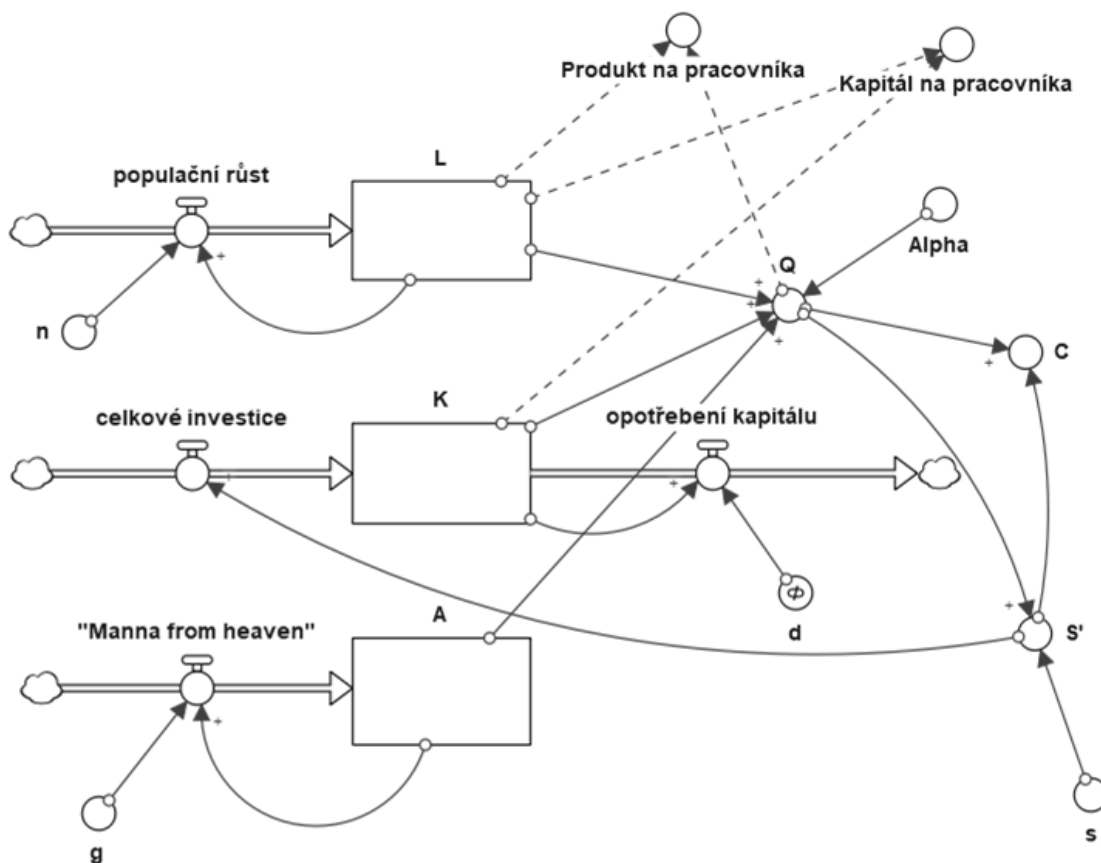 Produkt na pracovníka
Kapitál na pracovníka
L
populační růst
Alpha
Q
n
C
K
celkové investice
opotřebení kapitálu
A
"Manna from heaven"
d
S'
g
s